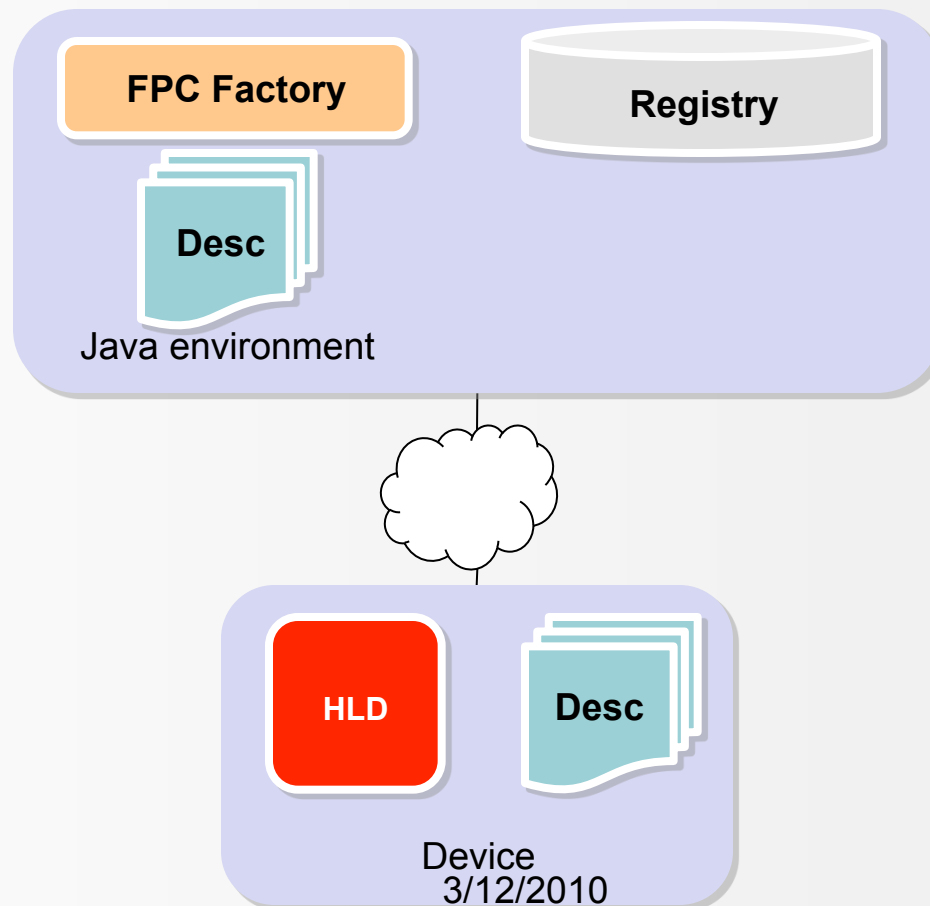 FPC Factory
Registry
Desc
Java environment
HLD
Desc
Device
3/12/2010